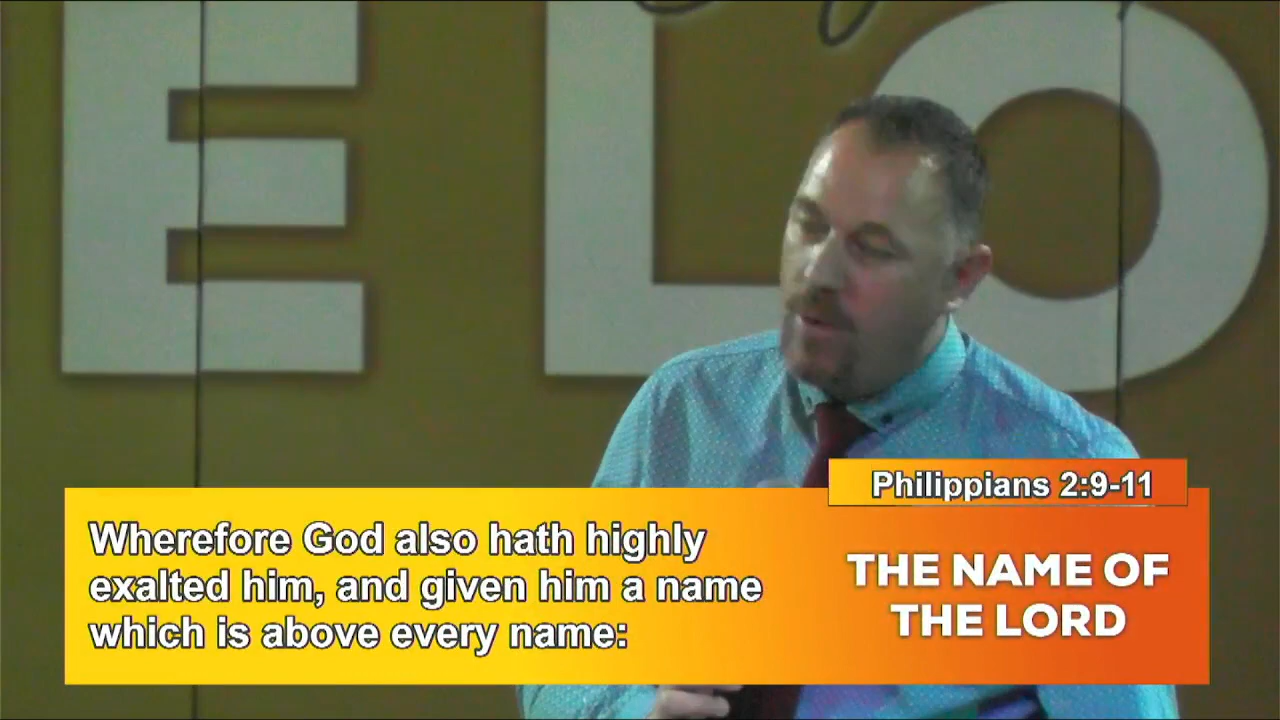 E LO
Philippians 2:9-11
Wherefore God also hath highly
exalted him, and given him a name
which is above every name:
THE NAME OF
THE LORD